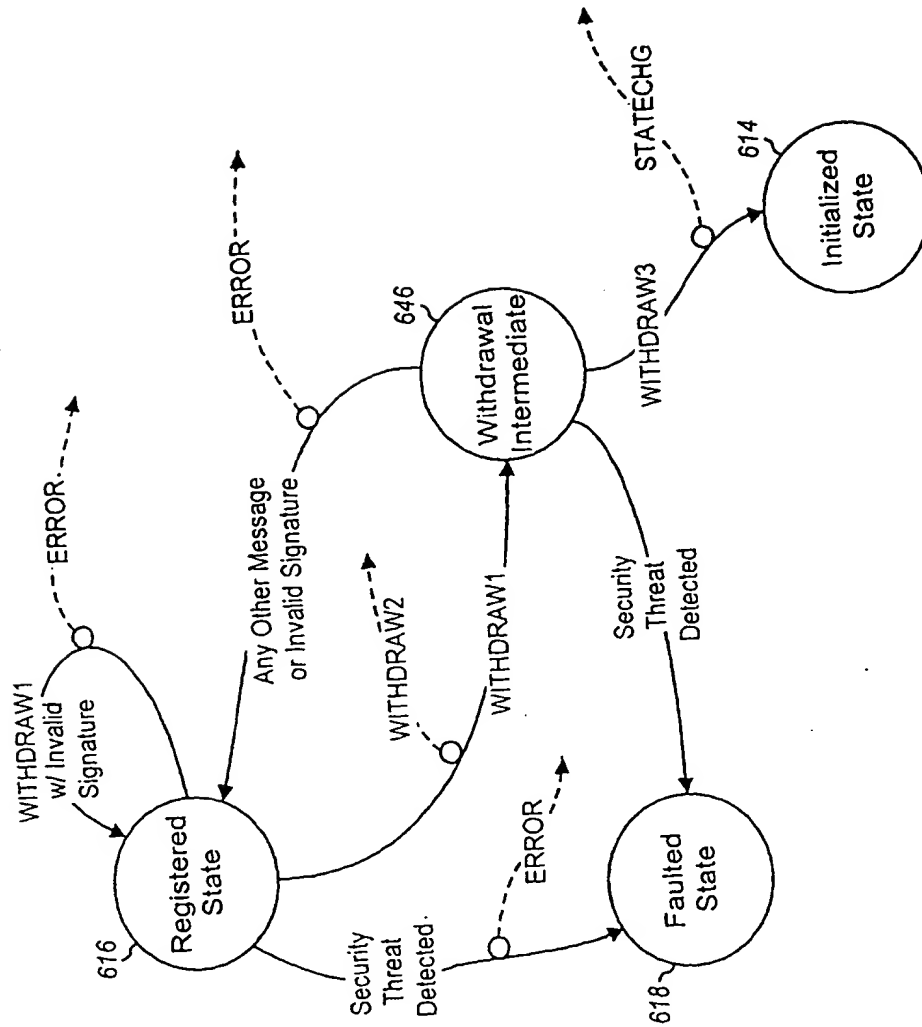 WITHDRAW1
w/ Invalid
Signature
ERROR
616
Registered
State
Any Other Message
or Invalid Signature
ERROR
WITHDRAW2
WITHDRAW1
646
Withdrawal
Intermediate
Security
Threat
Detected.
ERROR
Security
Threat
Detected
WITHDRAW3
STATECHG
618
Faulted
State
614
Initialized
State